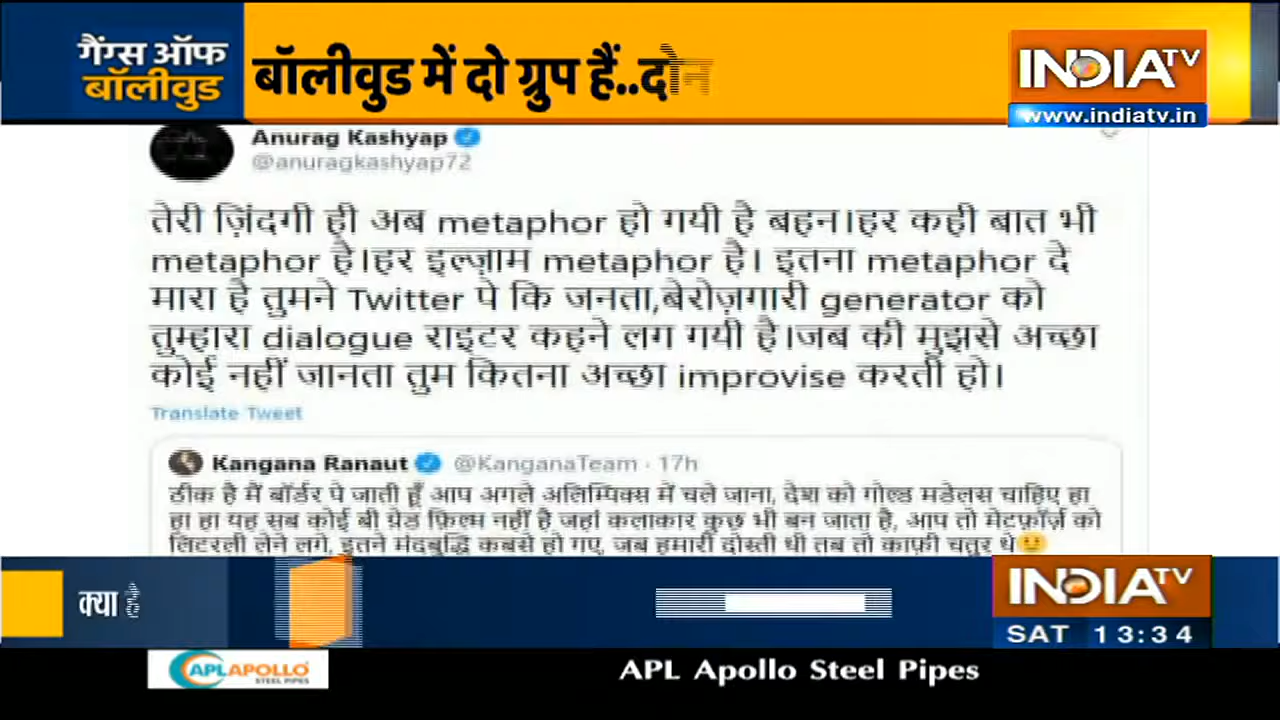 गैंग्स ऑफ
बॉलीवुड
बॉलीवुड में दो ग्रुप हैं..दोन
INDIA TV
www.indiatv.in
Anurag Kashyap
@anuragkashyap72
तेरी ज़िंदगी ही अब metaphor हो गयी है बहन।हर कही बात भी
metaphor है।हर इल्ज़ाम metaphor है। इतना metaphor दे
मारा है तुमने Twitter पे कि जनता,बेरोज़गारी generator को
तुम्हारा dialogue राइटर कहने लग गयी है।जब की मुझसे अच्छा
कोई नहीं जानता तुम कितना अच्छा improvise करती हो।
Translate Tweet
Kangana Ranaut @KanganaTeam · 17h
ठीक है मैं बॉर्डर पे जाती हूँ आप अगले अलिम्पिक्स में चले जाना, देश को गोल्ड मडेलस चाहिए हा
हा हा यह सब कोई बी ग्रेड फ़िल्म नहीं है जहां कलाकार कुछ भी बन जाता है, आप तो मेटफ़ॉर्ज़ को
लिटरली लेने लगे, इतने मंदबुद्धि कबसे हो गए, जब हमारी दोस्ती थी तब तो काफ़ी चतुर थे🙂
क्या है
INDIA TV
SAT 13:34
APL APOLLO
STEEL PIPES
APL Apollo Steel Pipes